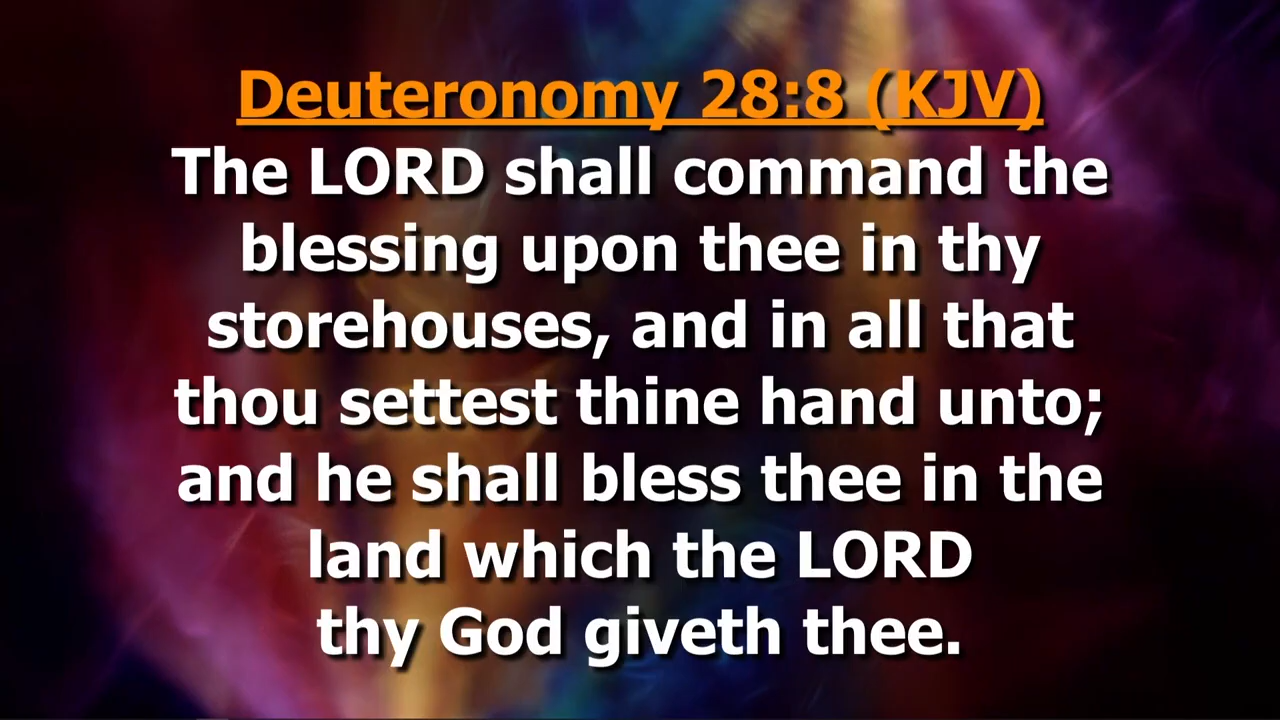 Deuteronomy 28:8 (KJV)
The LORD shall command the
blessing upon thee in thy
storehouses, and in all that
thou settest thine hand unto;
and he shall bless thee in the
land which the LORD
thy God giveth thee.